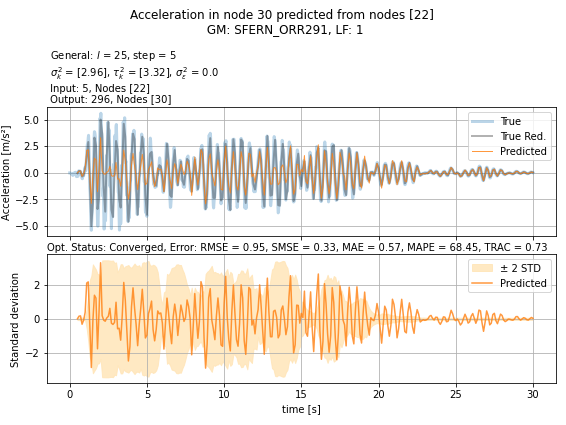 Acceleration in node 30 predicted from nodes [22]
GM: SFERN_ORR291, LF: 1
General: l = 25, step = 5
σ²ₖ = [2.96], τ²ₖ = [3.32], σ²ε = 0.0
Input: 5, Nodes [22]
Output: 296, Nodes [30]
Acceleration [m/s²]
5.0
2.5
0.0
−2.5
−5.0
True
True Red.
Predicted
Opt. Status: Converged, Error: RMSE = 0.95, SMSE = 0.33, MAE = 0.57, MAPE = 68.45, TRAC = 0.73
Standard deviation
2
0
−2
± 2 STD
Predicted
0 5 10 15 20 25 30
time [s]